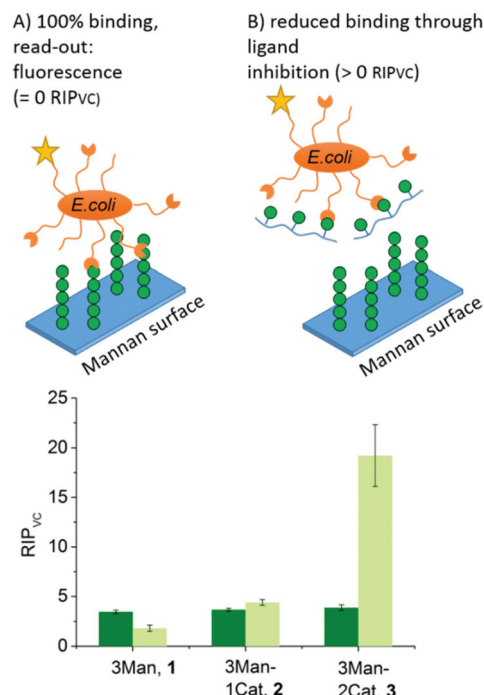 A) 100% binding,
read-out:
fluorescence
(= 0 RIPVC)
B) reduced binding through
ligand
inhibition (> 0 RIPVC)
E.coli
Mannan surface
E.coli
Mannan surface
25
20
15
10
5
0
RIPVC
3Man, 1
3Man-
1Cat, 2
3Man-
2Cat, 3